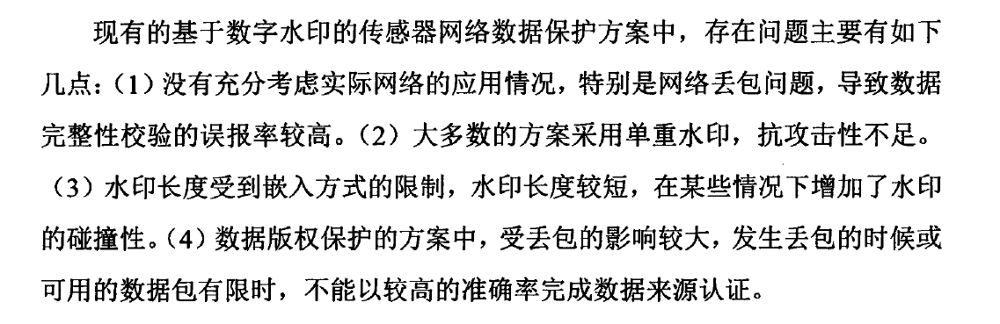 现有的基于数字水印的传感器网络数据保护方案中，存在问题主要有如下
几点：（1）没有充分考虑实际网络的应用情况，特别是网络丢包问题，导致数据
完整性校验的误报率较高。（2）大多数的方案采用单重水印，抗攻击性不足。
（3）水印长度受到嵌入方式的限制，水印长度较短，在某些情况下增加了水印
的碰撞性。（4）数据版权保护的方案中，受丢包的影响较大，发生丢包的时候或
可用的数据包有限时，不能以较高的准确率完成数据来源认证。